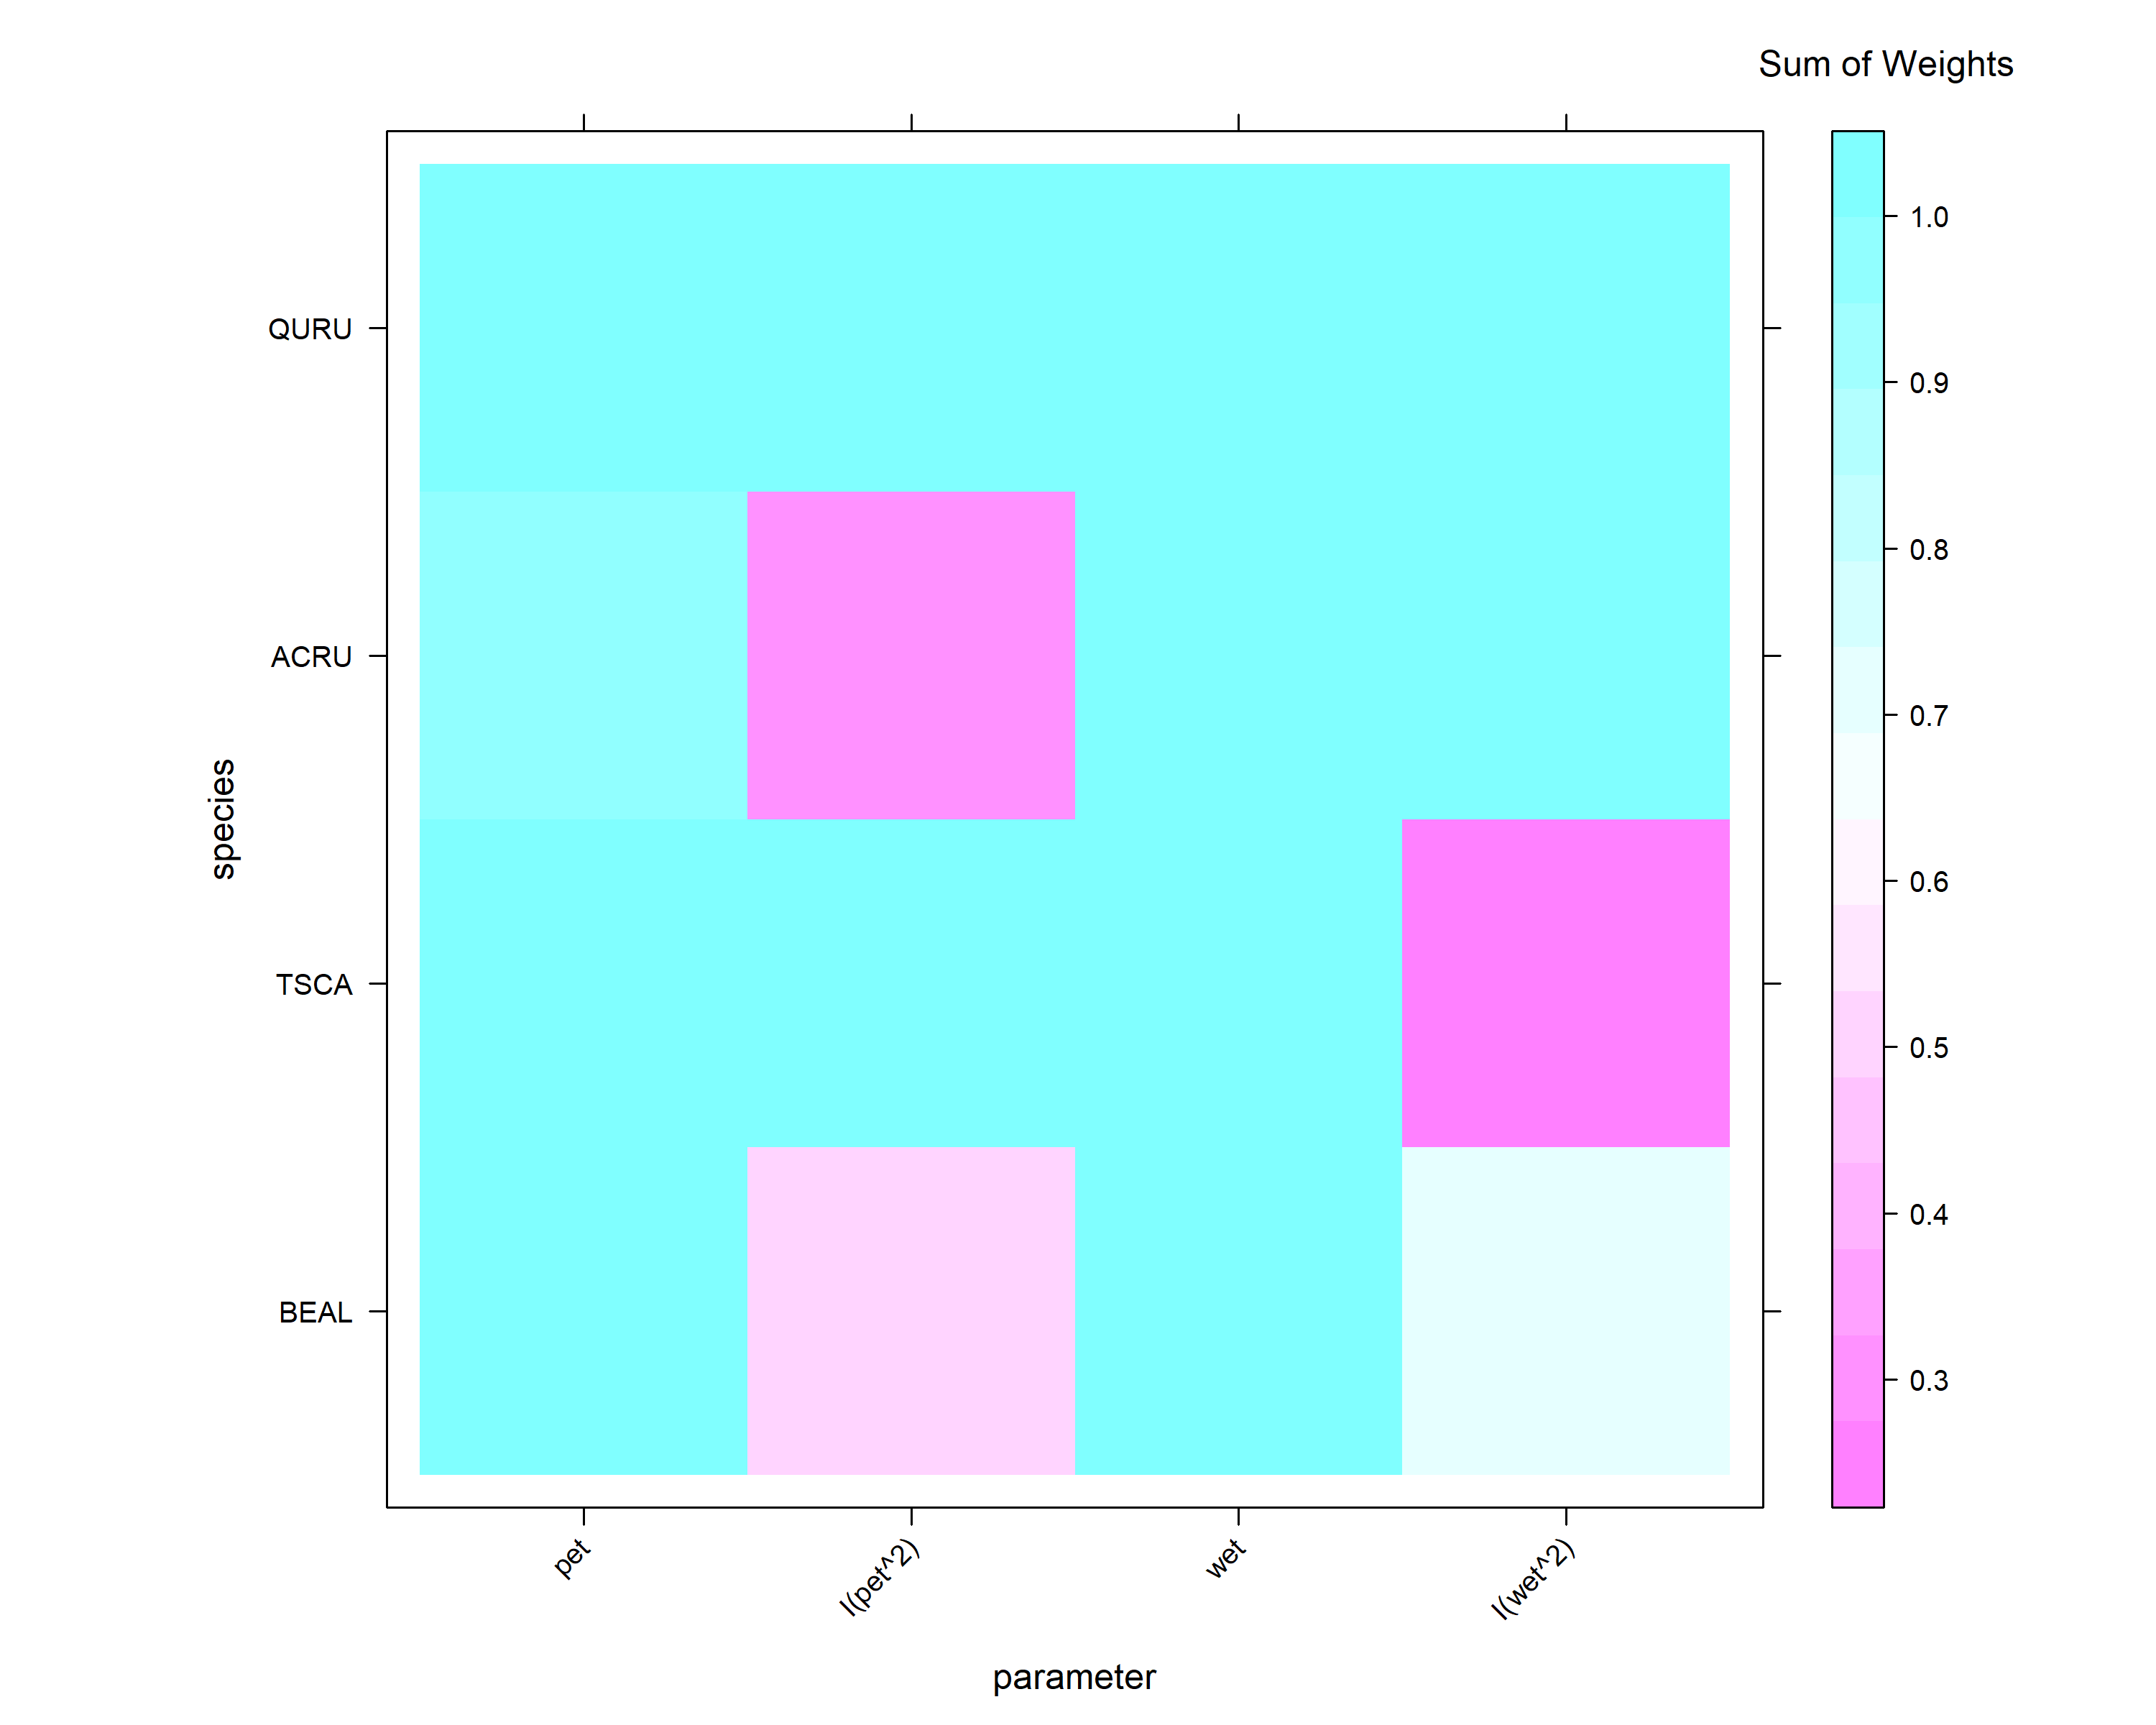 Sum of Weights
1.0
0.9
0.8
0.7
0.6
0.5
0.4
0.3
species
QURU
ACRU
TSCA
BEAL
pet
I(pet^2)
wet
I(wet^2)
parameter